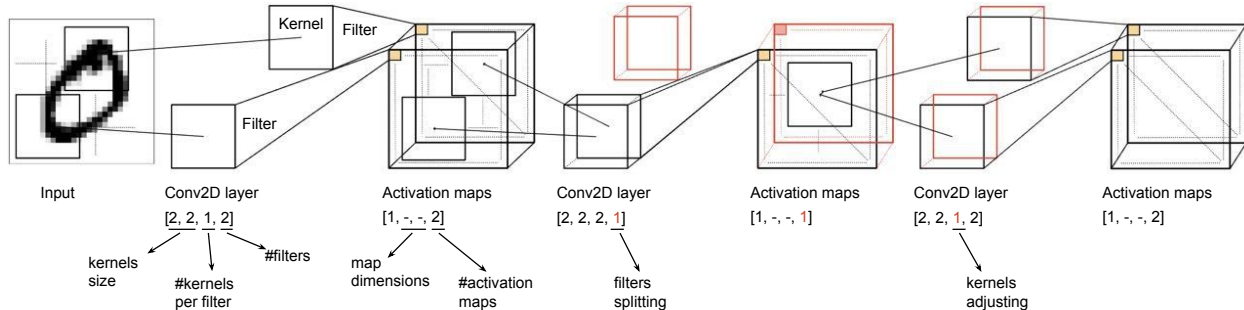 Kernel
Filter
Filter
Input
Conv2D layer
[2, 2, 1, 2]
kernels
size
#kernels
per filter
#filters
Activation maps
[1, -, -, 2]
map
dimensions
#activation
maps
Conv2D layer
[2, 2, 2, 1]
filters
splitting
Activation maps
[1, -, -, 1]
Conv2D layer
[2, 2, 1, 2]
kernels
adjusting
Activation maps
[1, -, -, 2]